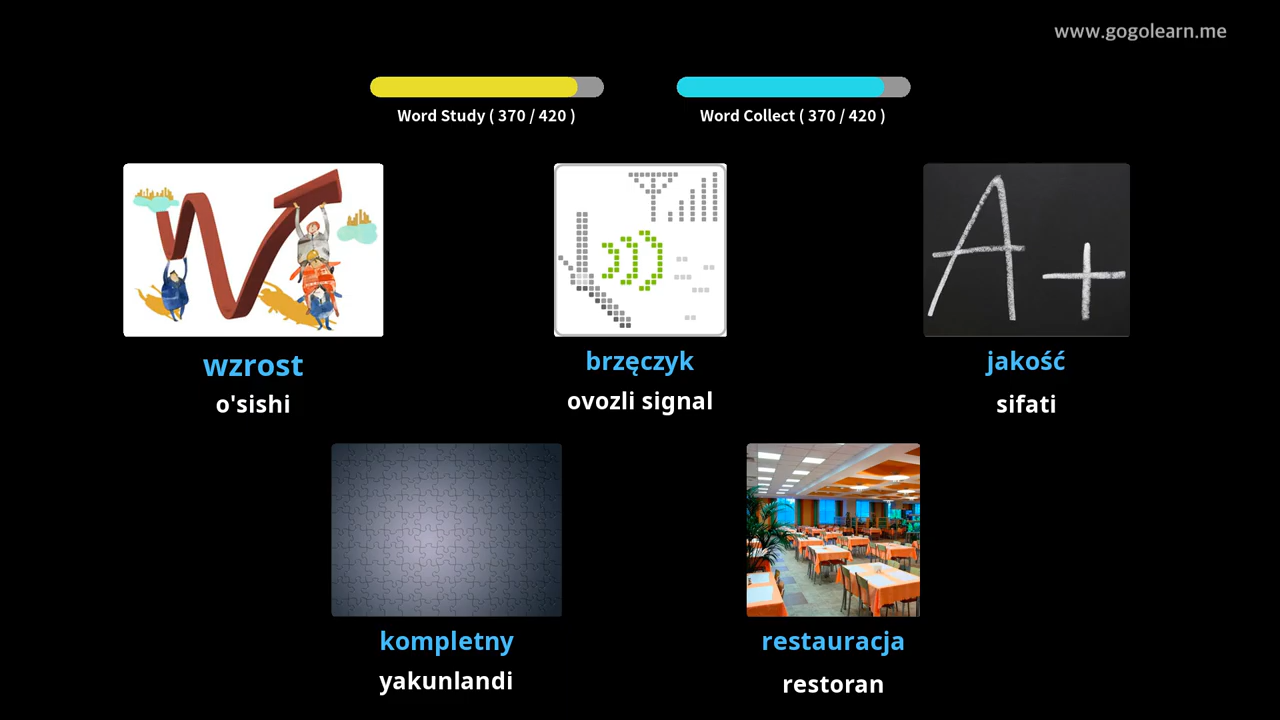 www.gogolearn.me
Word Study ( 370 / 420 )
Word Collect ( 370 / 420 )
A+
wzrost
o'sishi
brzęczyk
ovozli signal
jakość
sifati
kompletny
yakunlandi
restauracja
restoran